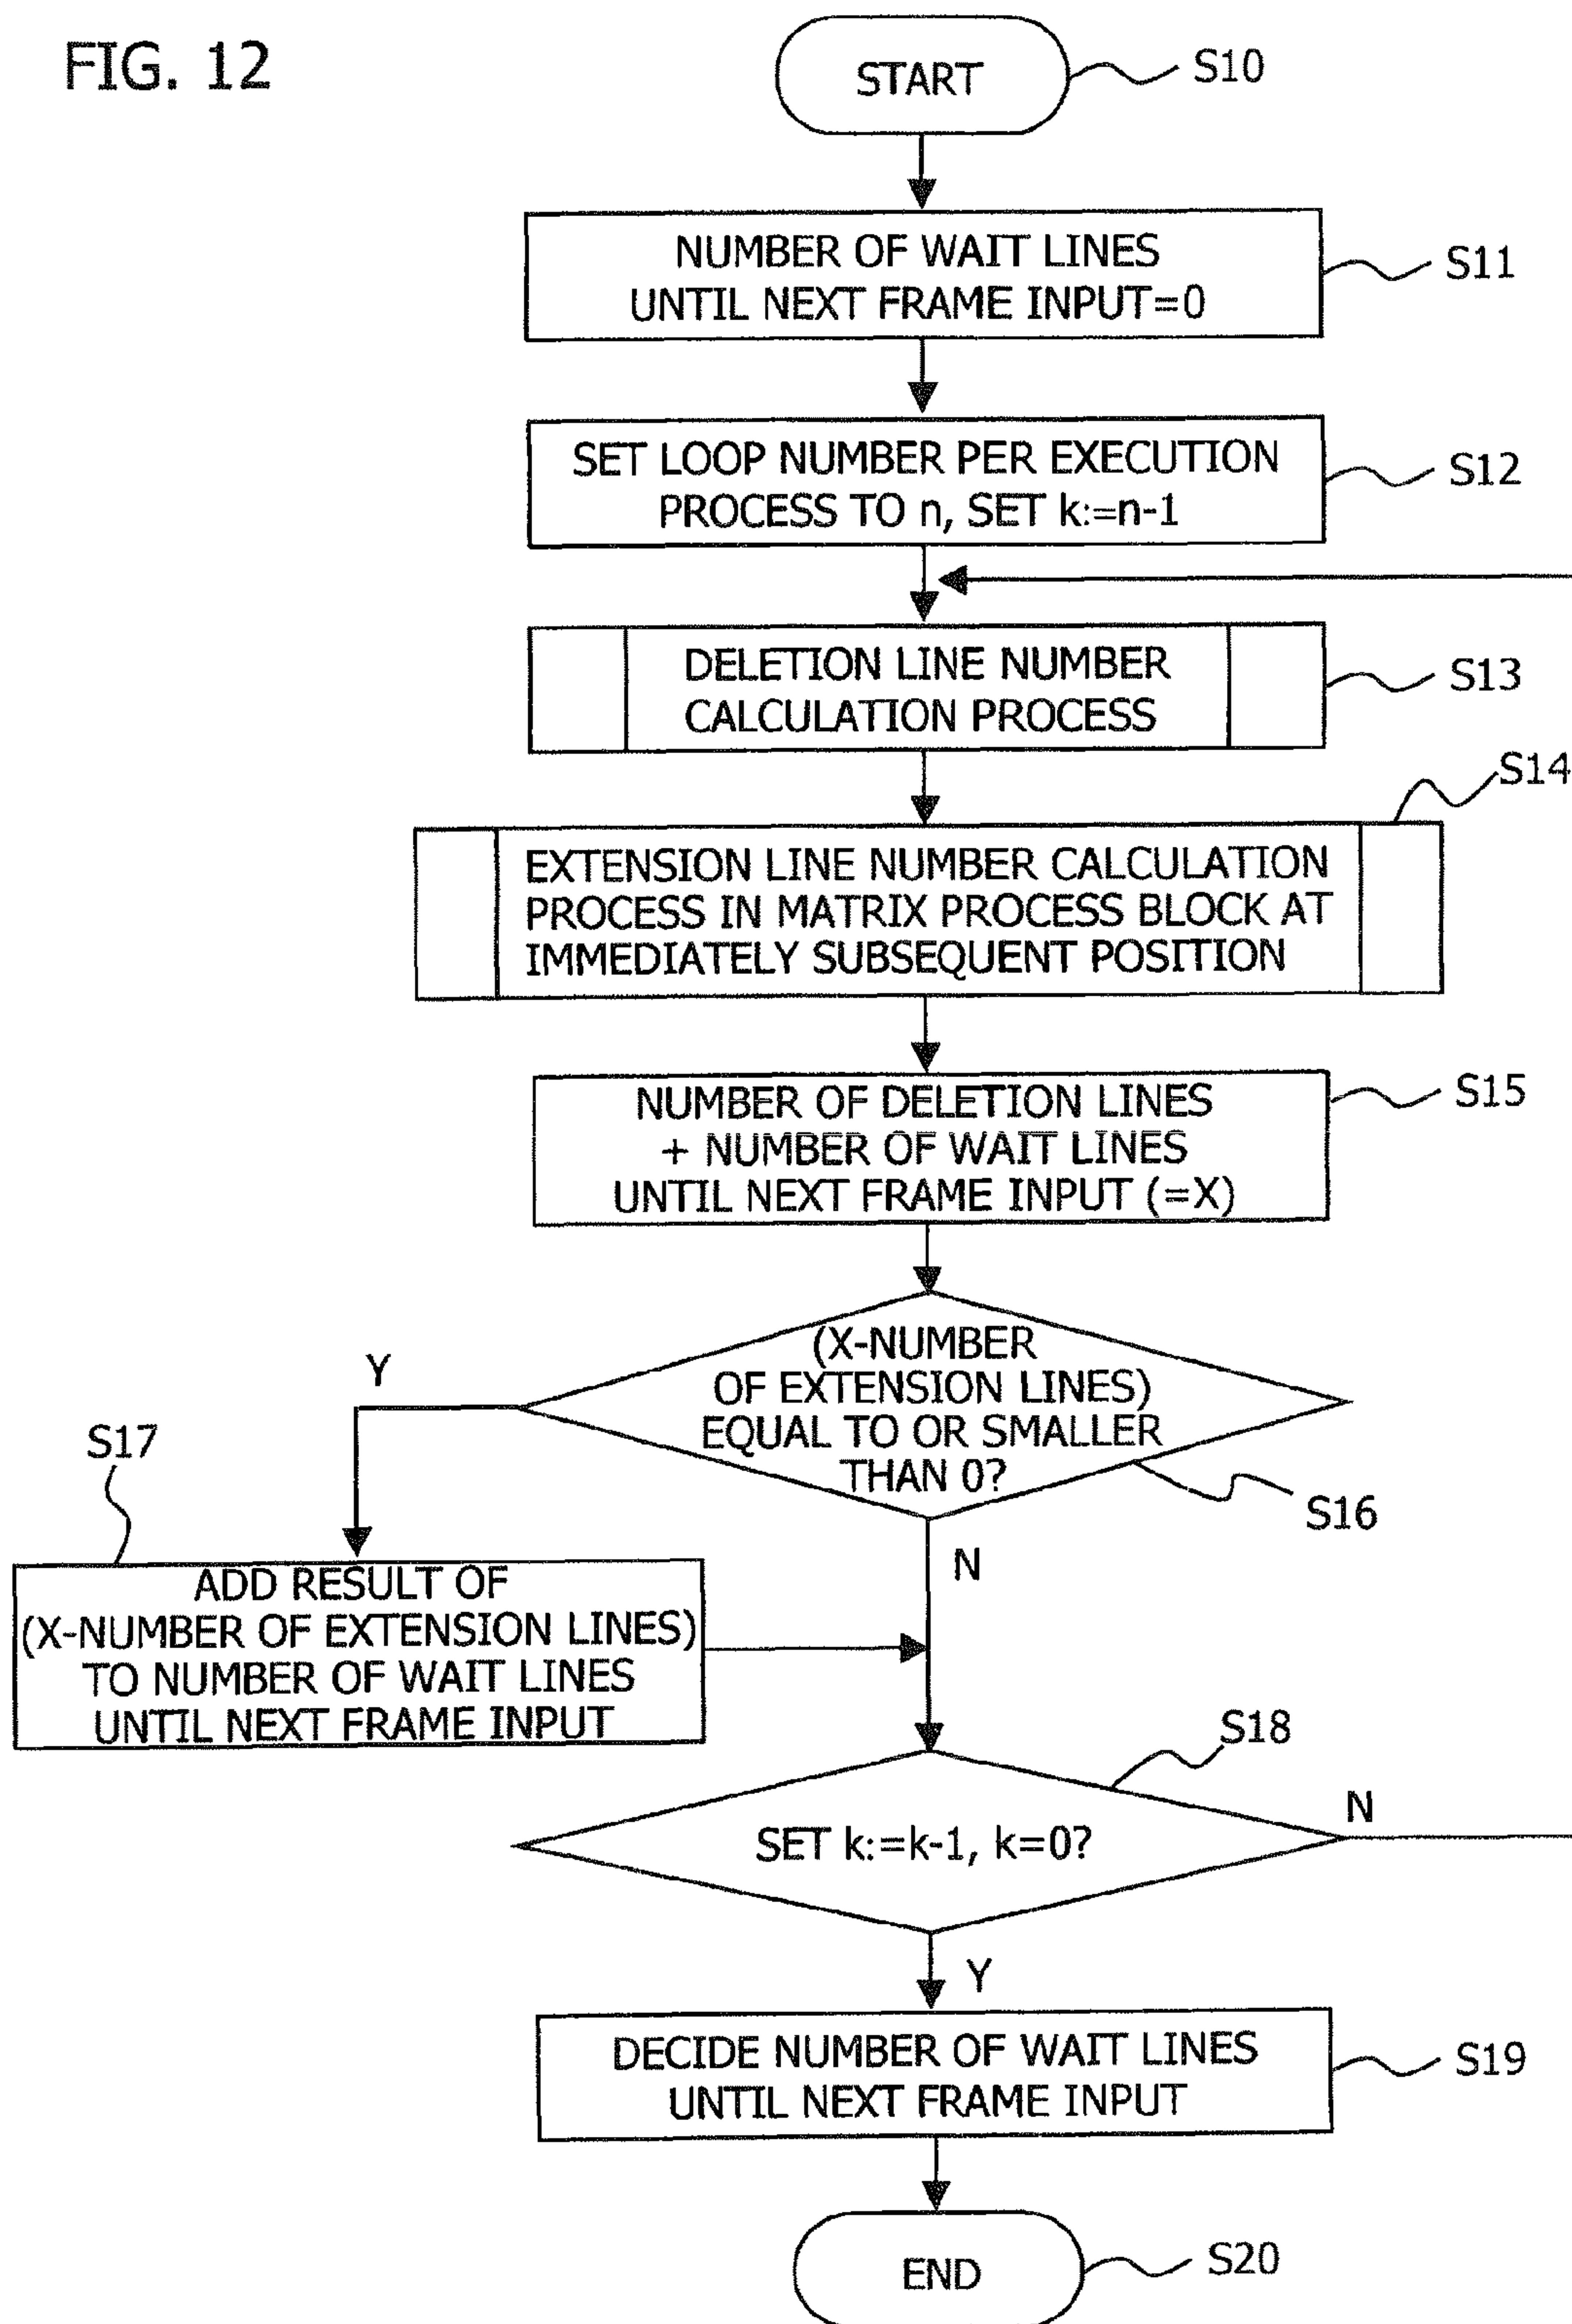 FIG. 12
START
S10
NUMBER OF WAIT LINES
UNTIL NEXT FRAME INPUT=0
S11
SET LOOP NUMBER PER EXECUTION
PROCESS TO n, SET k:=n-1
S12
DELETION LINE NUMBER
CALCULATION PROCESS
S13
S14
EXTENSION LINE NUMBER CALCULATION
PROCESS IN MATRIX PROCESS BLOCK AT
IMMEDIATELY SUBSEQUENT POSITION
NUMBER OF DELETION LINES
+ NUMBER OF WAIT LINES
UNTIL NEXT FRAME INPUT (=X)
S15
(X-NUMBER
OF EXTENSION LINES)
EQUAL TO OR SMALLER
THAN 0?
Y
S16
N
S17
ADD RESULT OF
(X-NUMBER OF EXTENSION LINES)
TO NUMBER OF WAIT LINES
UNTIL NEXT FRAME INPUT
S18
SET k:=k-1, k=0?
N
Y
DECIDE NUMBER OF WAIT LINES
UNTIL NEXT FRAME INPUT
S19
END
S20